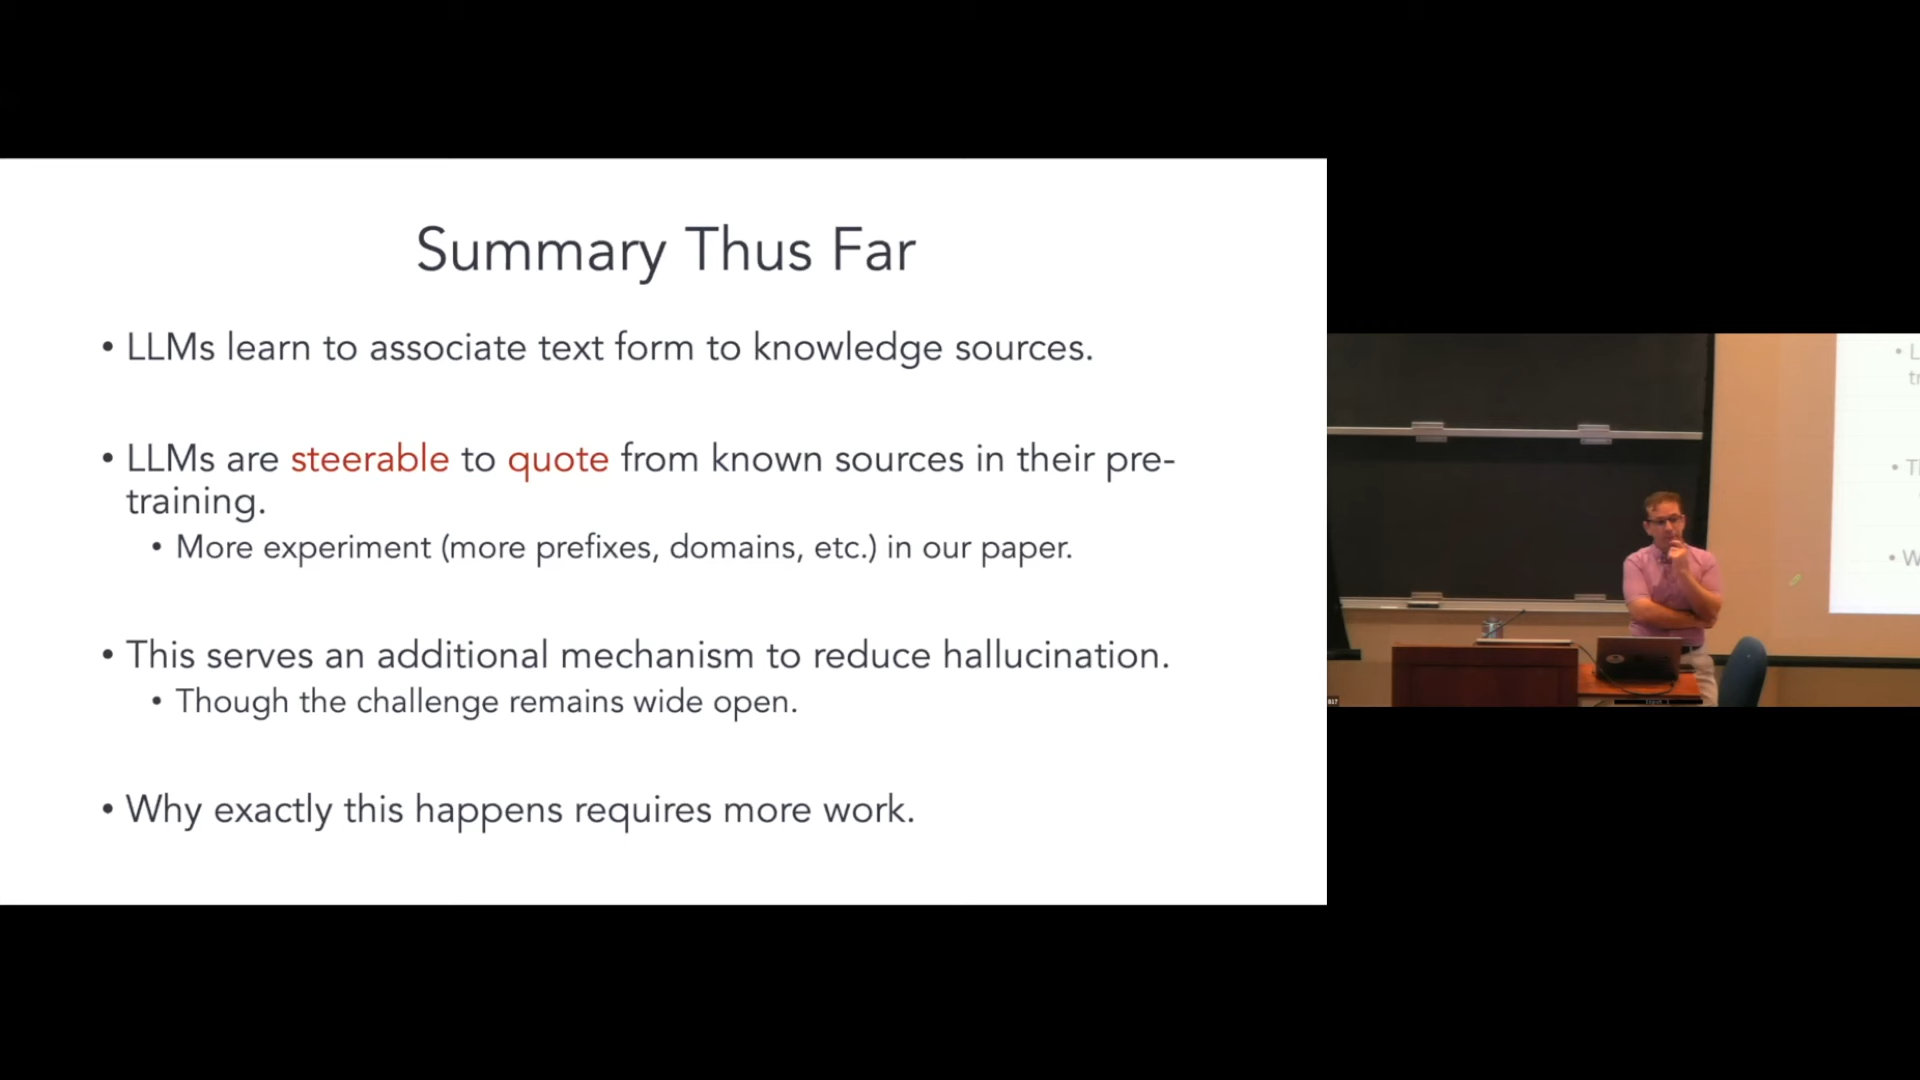 Summary Thus Far
• LLMs learn to associate text form to knowledge sources.
• LLMs are steerable to quote from known sources in their pre-
training.
• More experiment (more prefixes, domains, etc.) in our paper.
• This serves an additional mechanism to reduce hallucination.
• Though the challenge remains wide open.
• Why exactly this happens requires more work.
• L
tr
• T
• W